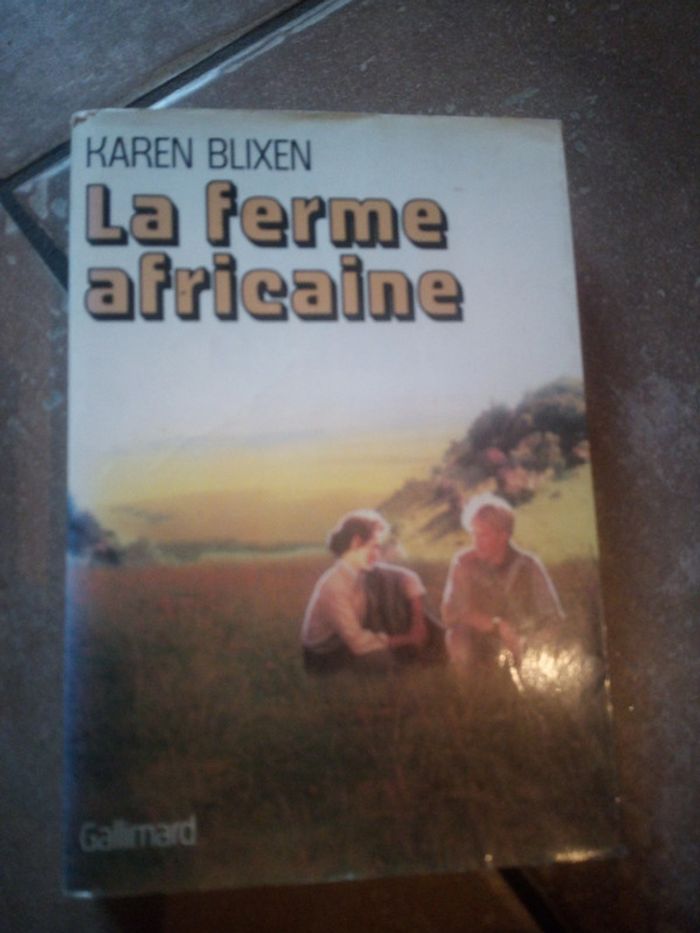 KAREN BLIXEN
La ferme
africaine
Gallimard